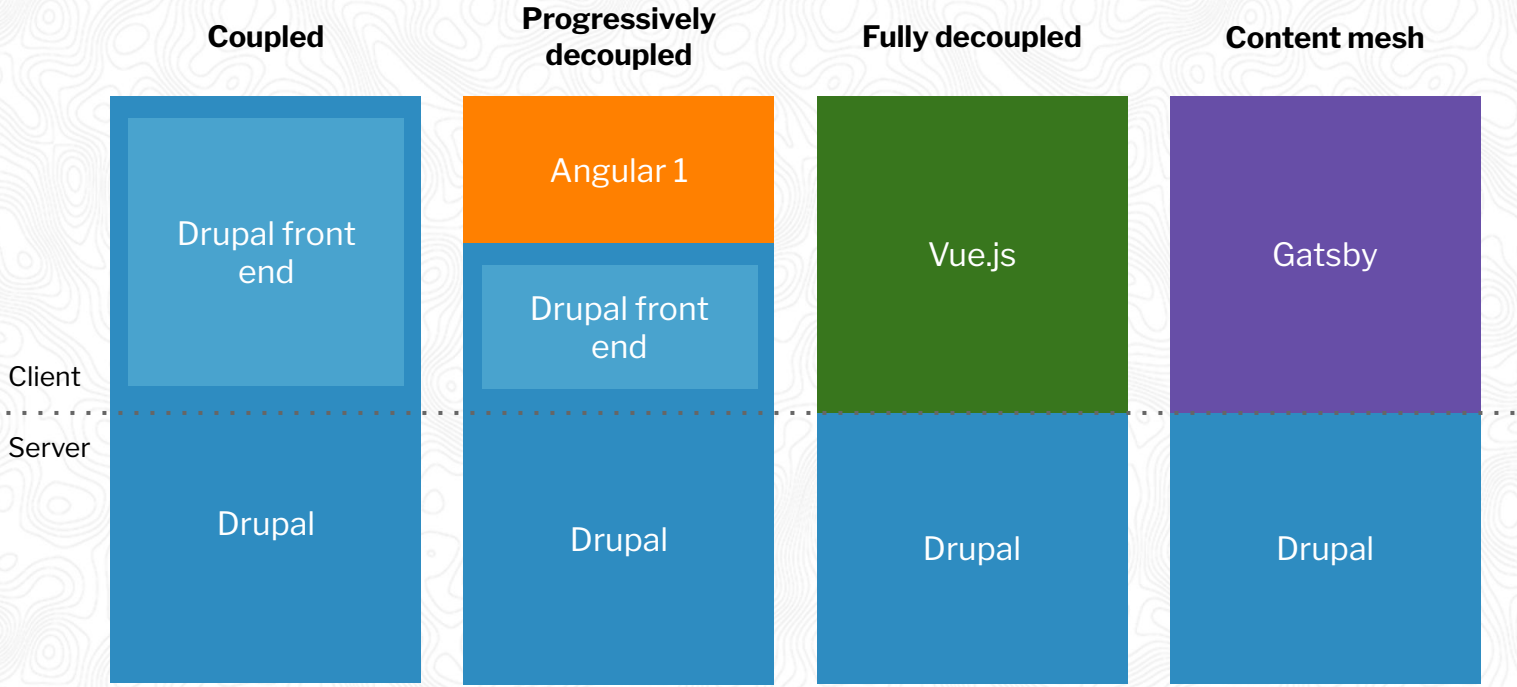 Coupled
Progressively
decoupled
Fully decoupled
Content mesh
Drupal front
end
Angular 1
Drupal front
end
Vue.js
Gatsby
Client
Server
Drupal
Drupal
Drupal
Drupal